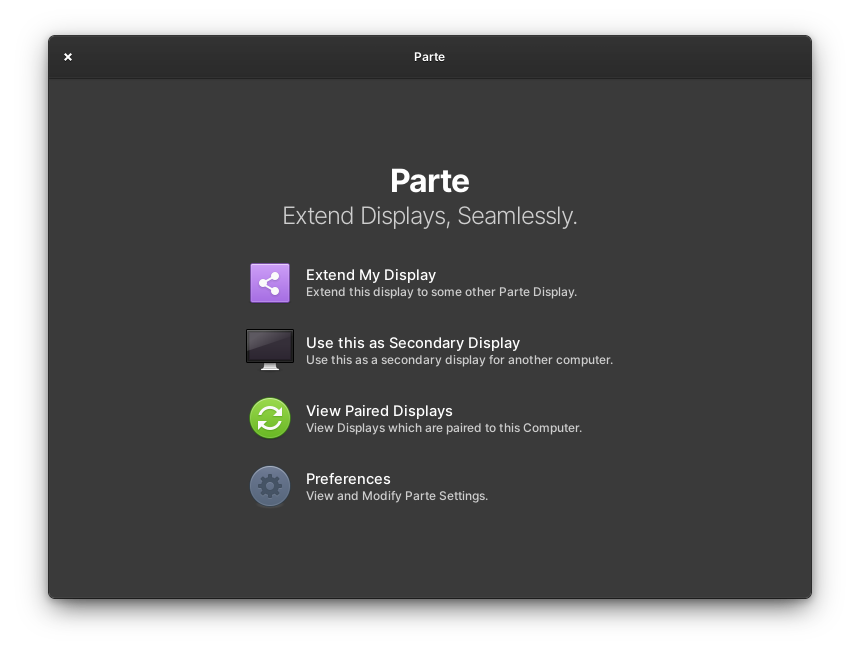 Parte
Parte
Extend Displays, Seamlessly.
Extend My Display
Extend this display to some other Parte Display.
Use this as Secondary Display
Use this as a secondary display for another computer.
View Paired Displays
View Displays which are paired to this Computer.
Preferences
View and Modify Parte Settings.